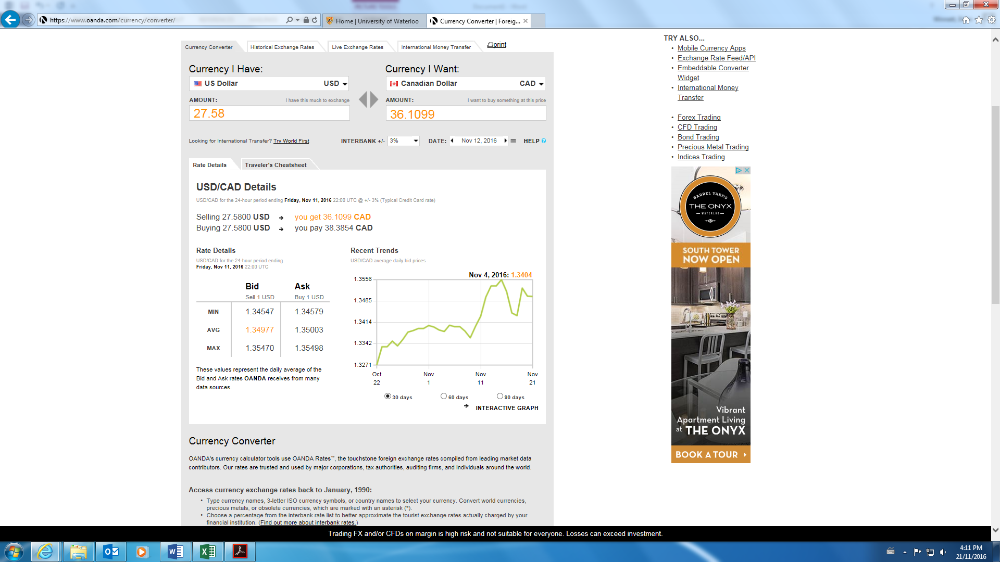 https://www.oanda.com/currency/converter/
Home | University of Waterloo
Currency Converter | Foreig...
Currency Converter
Historical Exchange Rates
Live Exchange Rates
International Money Transfer
print
Currency I Have:
Currency I Want:
US Dollar USD
Canadian Dollar CAD
AMOUNT: I have this much to exchange
AMOUNT: I want to buy something at this price
27.58
36.1099
Looking for International Transfer? Try World First
INTERBANK +/- 3%
DATE: Nov 12, 2016
HELP ?
Rate Details
Traveler's Cheatsheet
USD/CAD Details
USD/CAD for the 24-hour period ending Friday, Nov 11, 2016 22:00 UTC @ +/- 3% (Typical Credit Card rate)
Selling 27.5800 USD → you get 36.1099 CAD
Buying 27.5800 USD → you pay 38.3854 CAD
Rate Details
USD/CAD for the 24-hour period ending
Friday, Nov 11, 2016 22:00 UTC
Bid Ask
Sell 1 USD Buy 1 USD
MIN 1.34547 1.34579
AVG 1.34977 1.35003
MAX 1.35470 1.35498
These values represent the daily average of the
Bid and Ask rates OANDA receives from many
data sources.
Recent Trends
USD/CAD average daily bid prices
Nov 4, 2016: 1.3404
1.3556
1.3485
1.3414
1.3342
1.3271
Oct Nov Nov Nov
22 1 11 21
30 days 60 days 90 days
→ INTERACTIVE GRAPH
Currency Converter
OANDA's currency calculator tools use OANDA Rates™, the touchstone foreign exchange rates compiled from leading market data
contributors. Our rates are trusted and used by major corporations, tax authorities, auditing firms, and individuals around the world.
Access currency exchange rates back to January, 1990:
• Type currency names, 3-letter ISO currency symbols, or country names to select your currency. Convert world currencies,
precious metals, or obsolete currencies, which are marked with an asterisk (*).
• Choose a percentage from the interbank rate list to better approximate the tourist exchange rates actually charged by your
financial institution. (Find out more about interbank rates.)
TRY ALSO...
• Mobile Currency Apps
• Exchange Rate Feed/API
• Embeddable Converter
Widget
• International Money
Transfer
• Forex Trading
• CFD Trading
• Bond Trading
• Precious Metal Trading
• Indices Trading
BARREL YARDS
THE ONYX
WATERLOO
SOUTH TOWER
NOW OPEN
Vibrant
Apartment Living
at THE ONYX
BOOK A TOUR
Trading FX and/or CFDs on margin is high risk and not suitable for everyone. Losses can exceed investment.
4:11 PM
21/11/2016